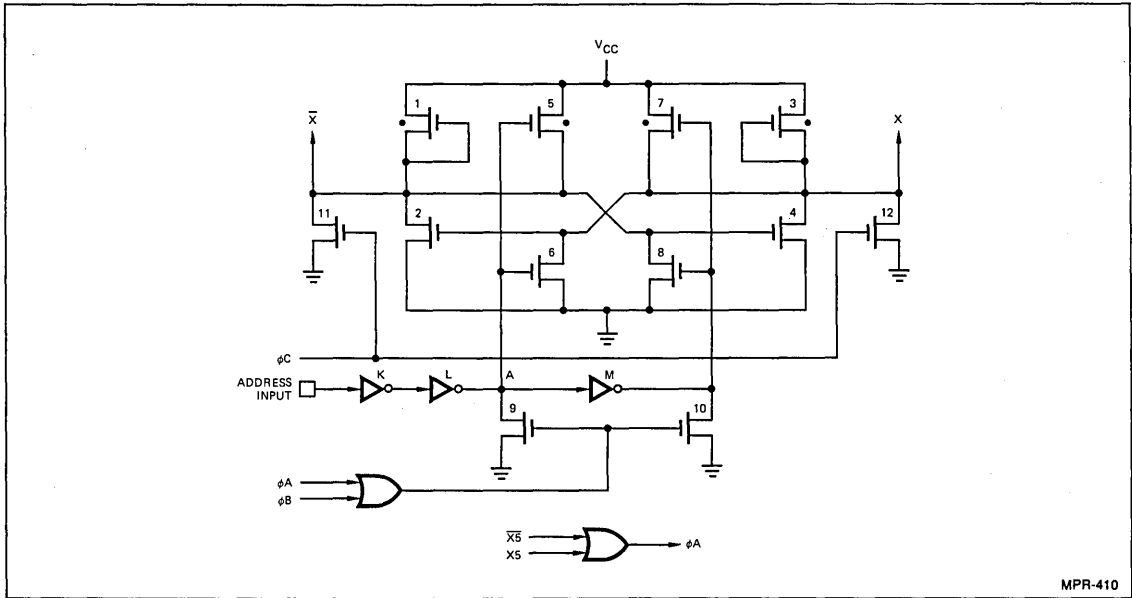 VCC
1
5
7
3
X̅
X
11
2
4
12
6
8
φC
ADDRESS
INPUT
K
L
A
M
9
10
φA
φB
X̅5̅
X5
φA
MPR-410